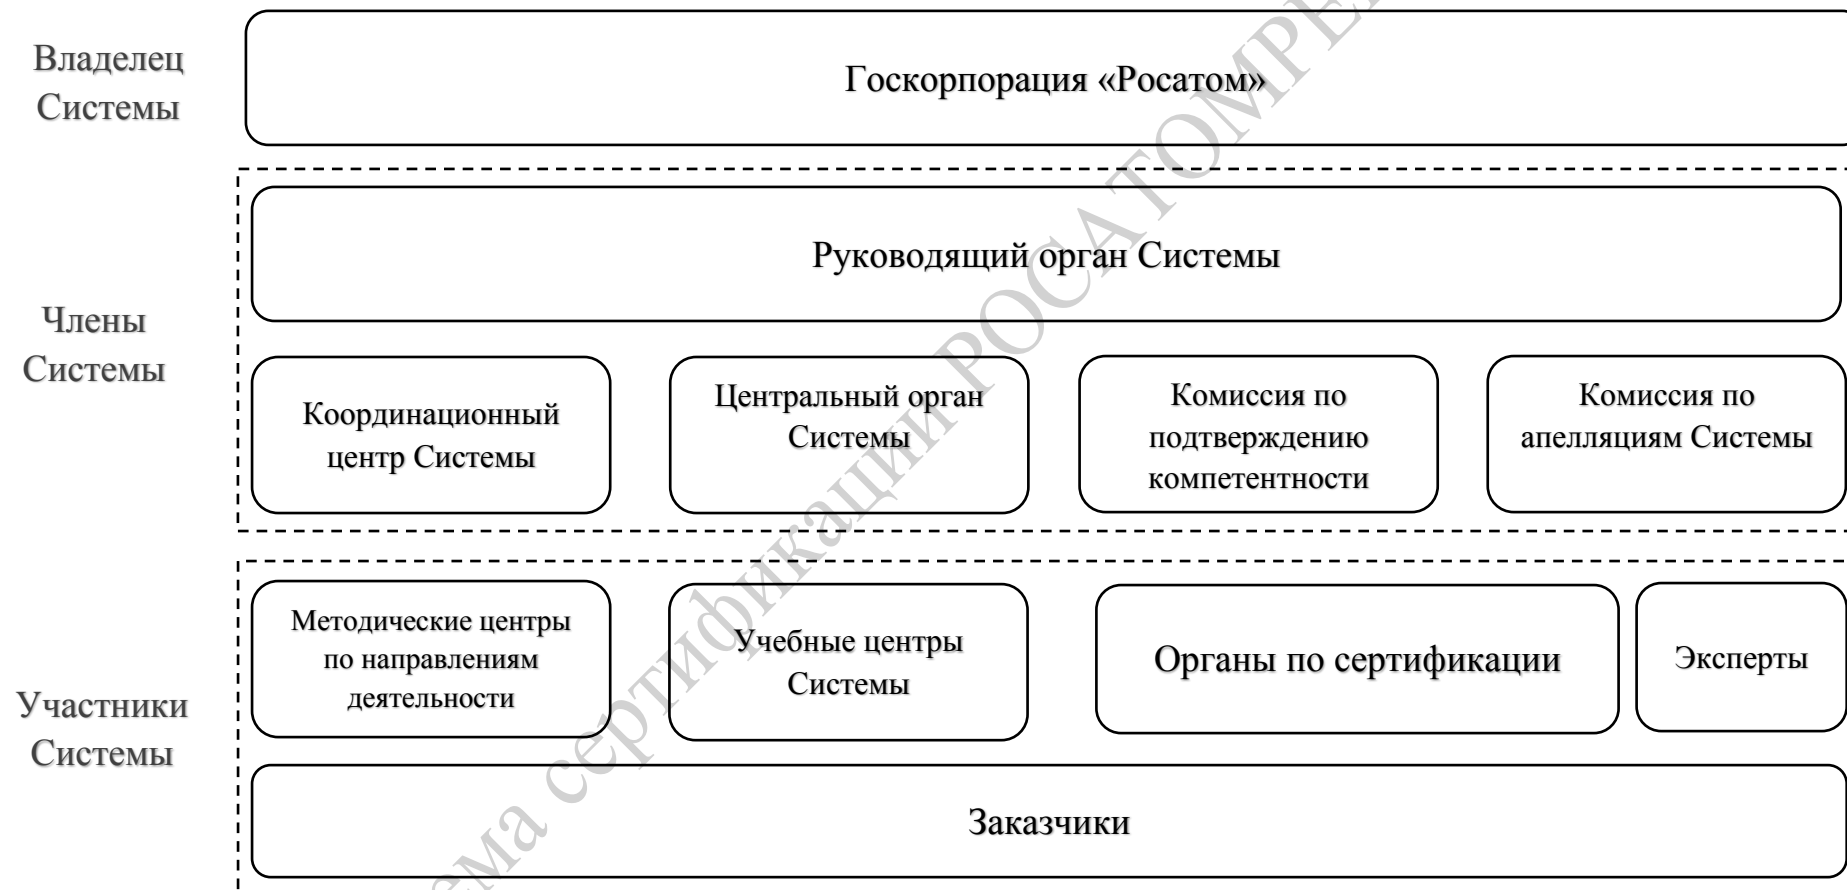 Владелец
Системы
Госкорпорация «Росатом»
Члены
Системы
Руководящий орган Системы
Координационный
центр Системы
Центральный орган
Системы
Комиссия по
подтверждению
компетентности
Комиссия по
апелляциям Системы
Участники
Системы
Методические центры
по направлениям
деятельности
Учебные центры
Системы
Органы по сертификации
Эксперты
Заказчики
сертификации